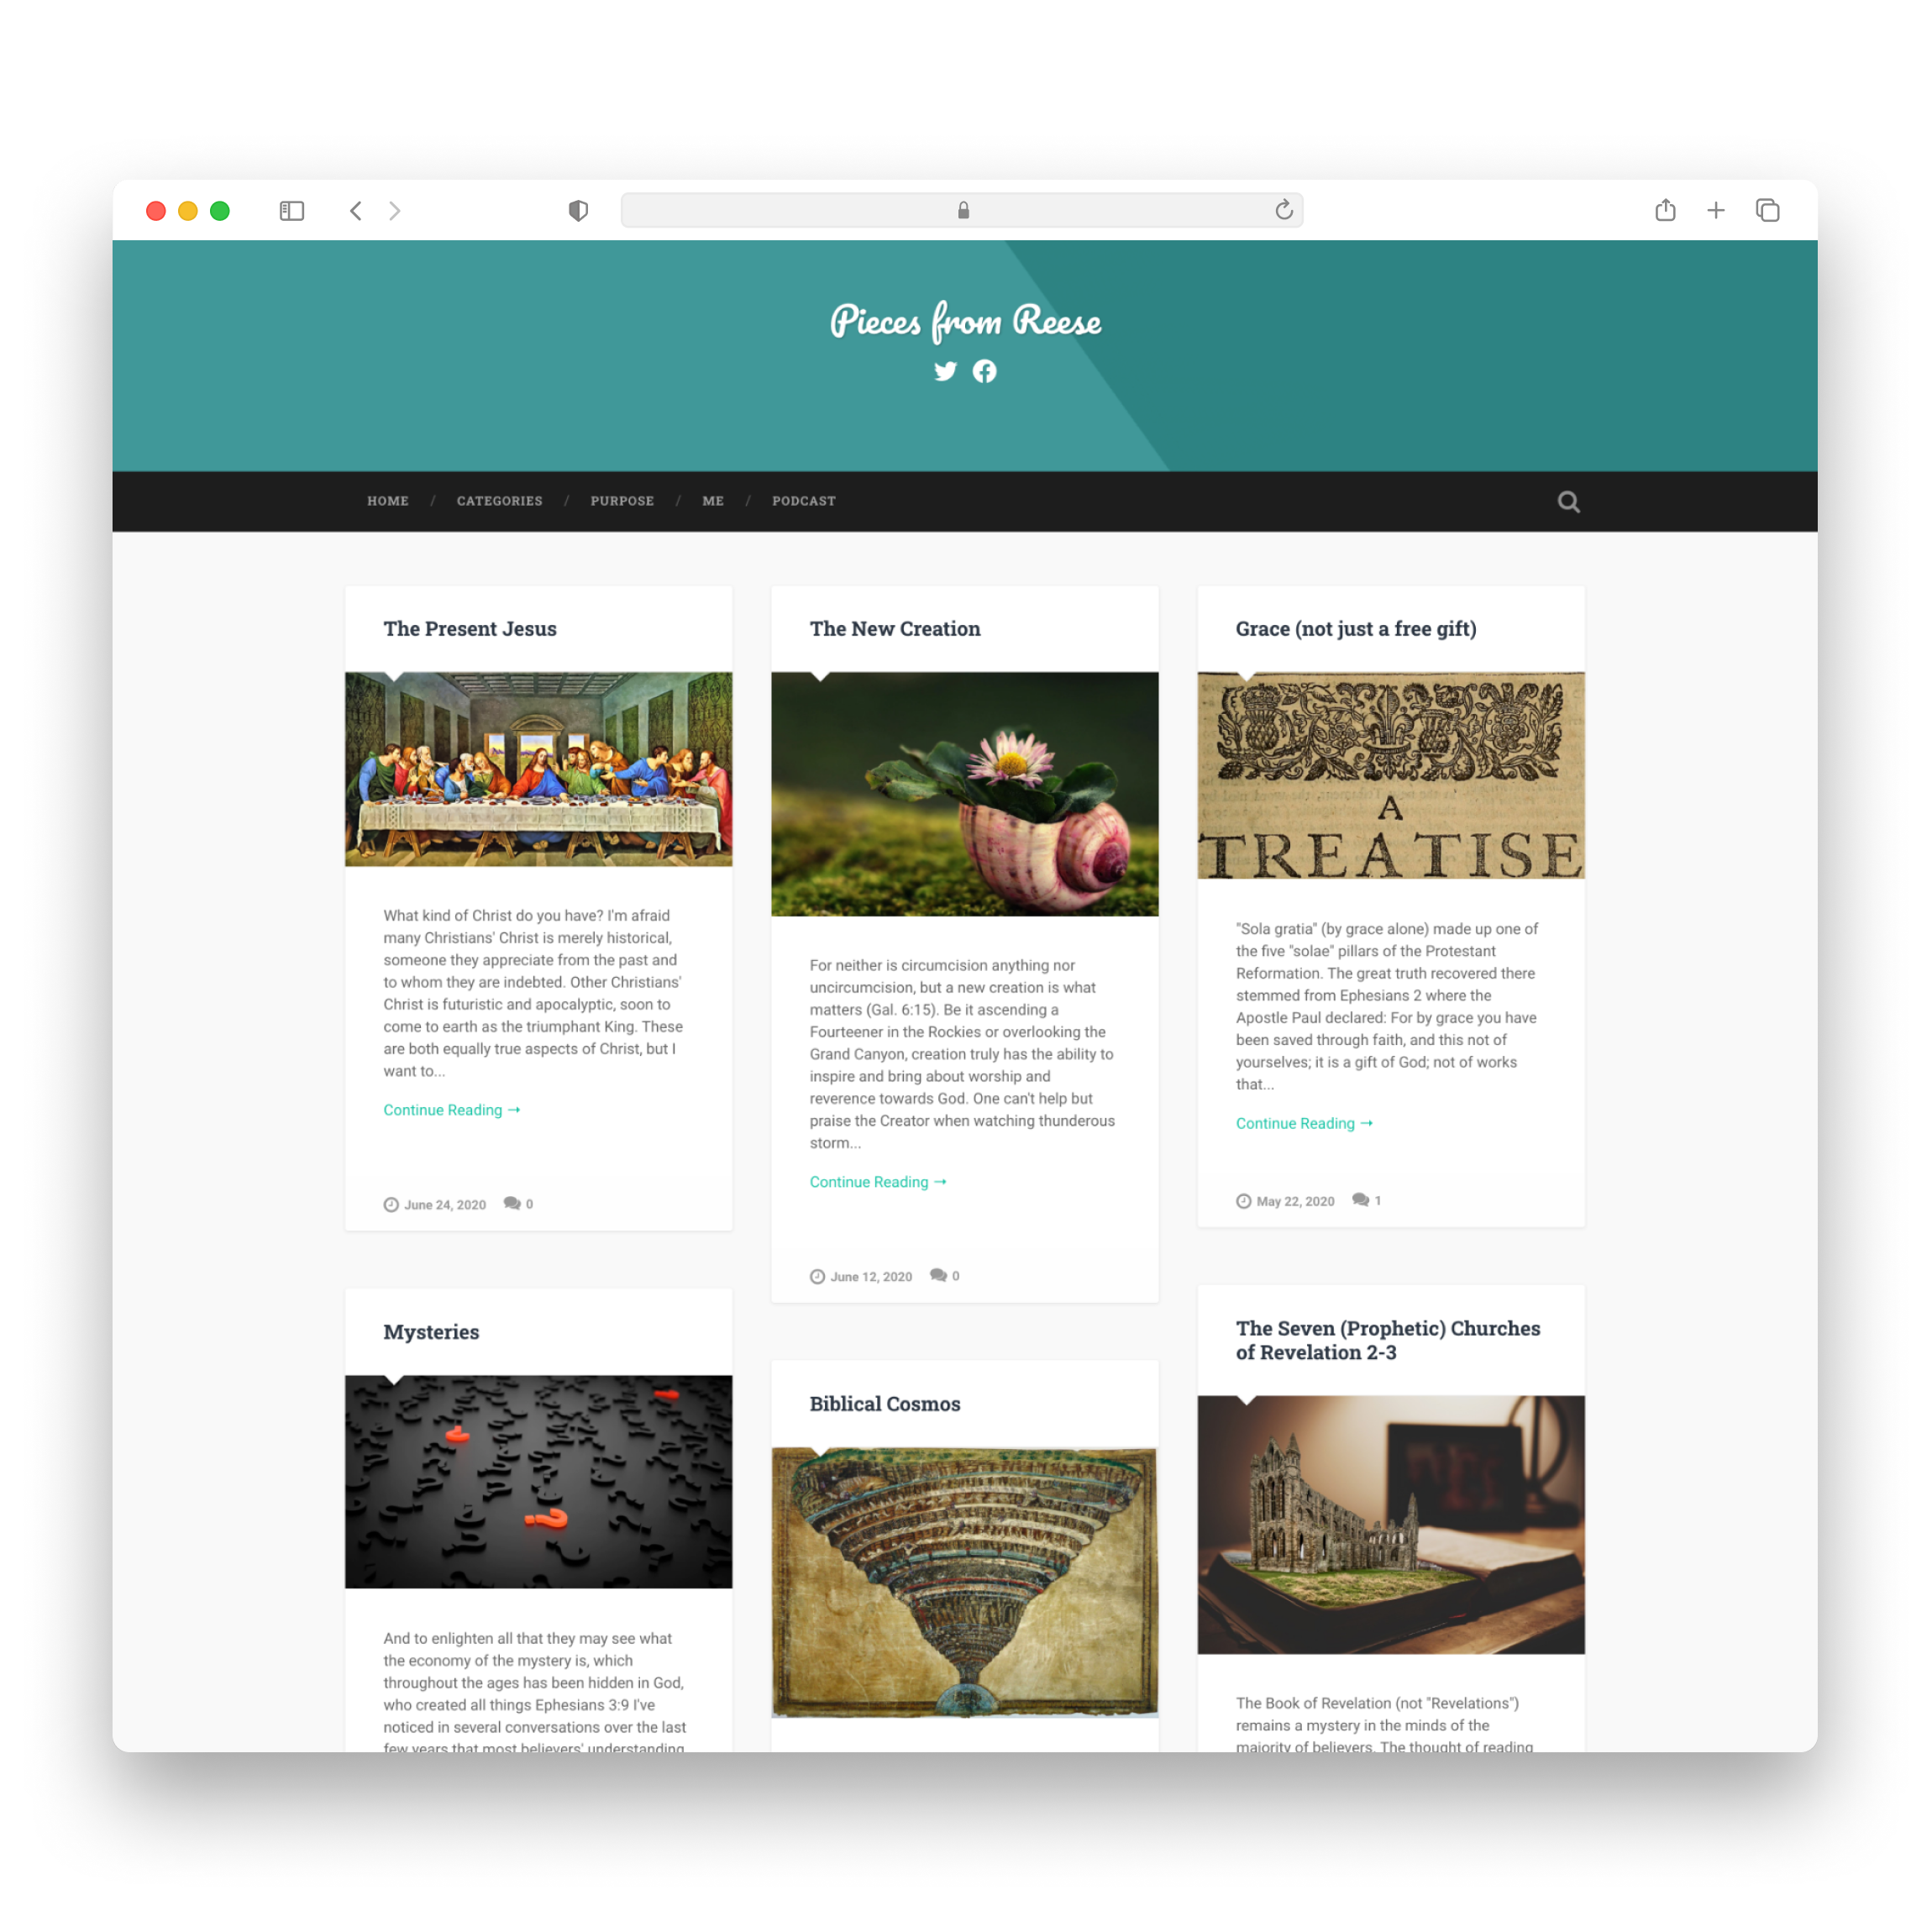 Pieces from Reese
HOME / CATEGORIES / PURPOSE / ME / PODCAST
The Present Jesus
What kind of Christ do you have? I'm afraid
many Christians' Christ is merely historical,
someone they appreciate from the past and
to whom they are indebted. Other Christians'
Christ is futuristic and apocalyptic, soon to
come to earth as the triumphant King. These
are both equally true aspects of Christ, but I
want to...
Continue Reading →
June 24, 2020 0
The New Creation
For neither is circumcision anything nor
uncircumcision, but a new creation is what
matters (Gal. 6:15). Be it ascending a
Fourteener in the Rockies or overlooking the
Grand Canyon, creation truly has the ability to
inspire and bring about worship and
reverence towards God. One can't help but
praise the Creator when watching thunderous
storm...
Continue Reading →
June 12, 2020 0
Grace (not just a free gift)
A
TREATISE
"Sola gratia" (by grace alone) made up one of
the five "solae" pillars of the Protestant
Reformation. The great truth recovered there
stemmed from Ephesians 2 where the
Apostle Paul declared: For by grace you have
been saved through faith, and this not of
yourselves; it is a gift of God; not of works
that...
Continue Reading →
May 22, 2020 1
Mysteries
And to enlighten all that they may see what
the economy of the mystery is, which
throughout the ages has been hidden in God,
who created all things Ephesians 3:9 I've
noticed in several conversations over the last
few years that most believers' understanding
Biblical Cosmos
The Seven (Prophetic) Churches
of Revelation 2-3
The Book of Revelation (not "Revelations")
remains a mystery in the minds of the
majority of believers. The thought of reading